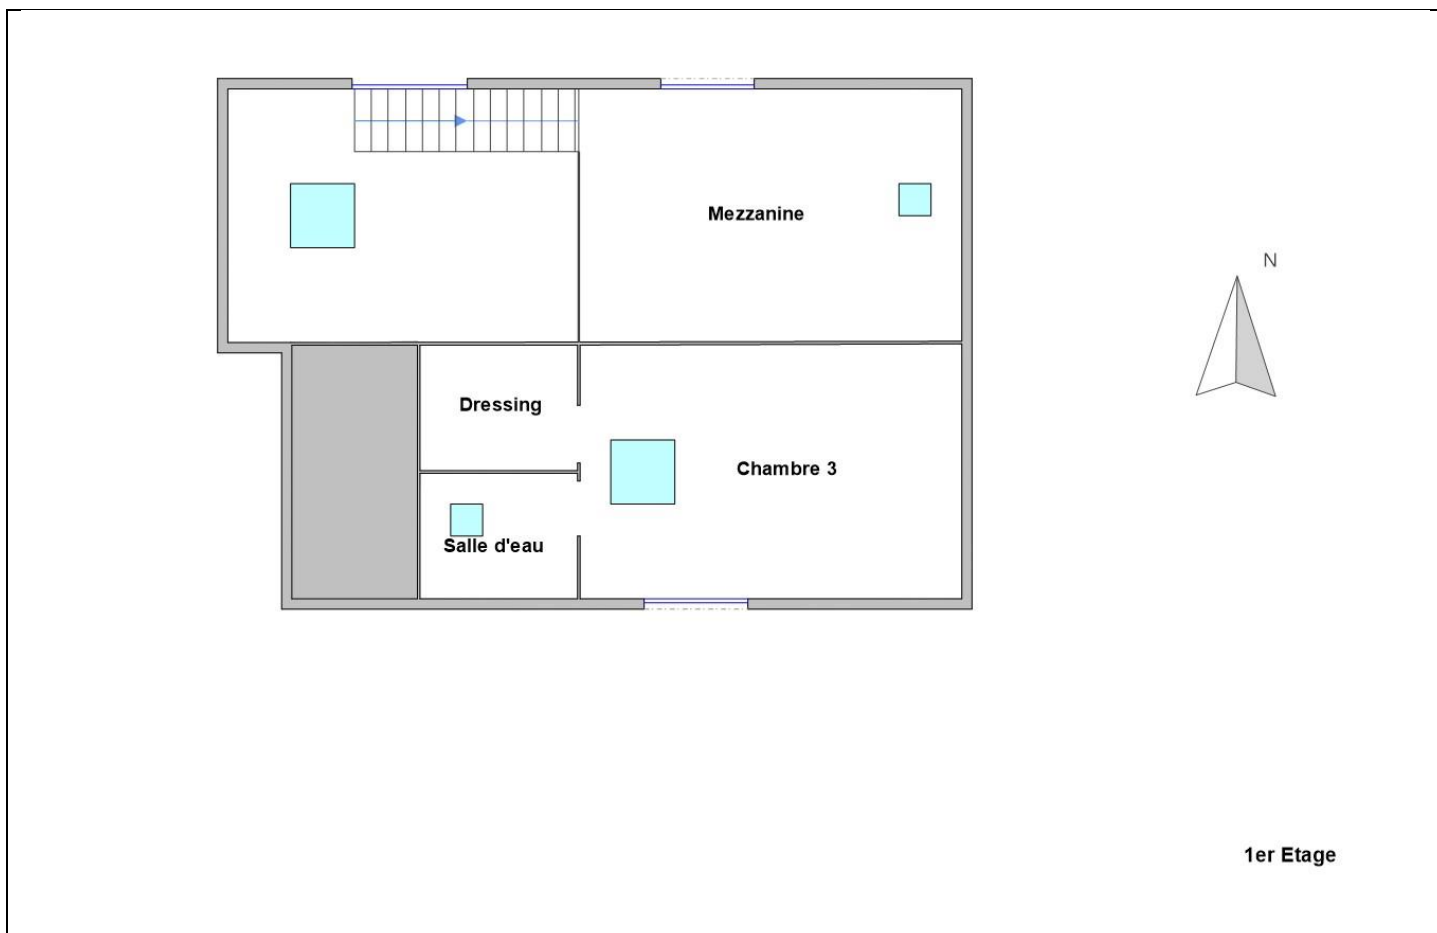 Mezzanine
N
Dressing
Chambre 3
Salle d'eau
1er Etage